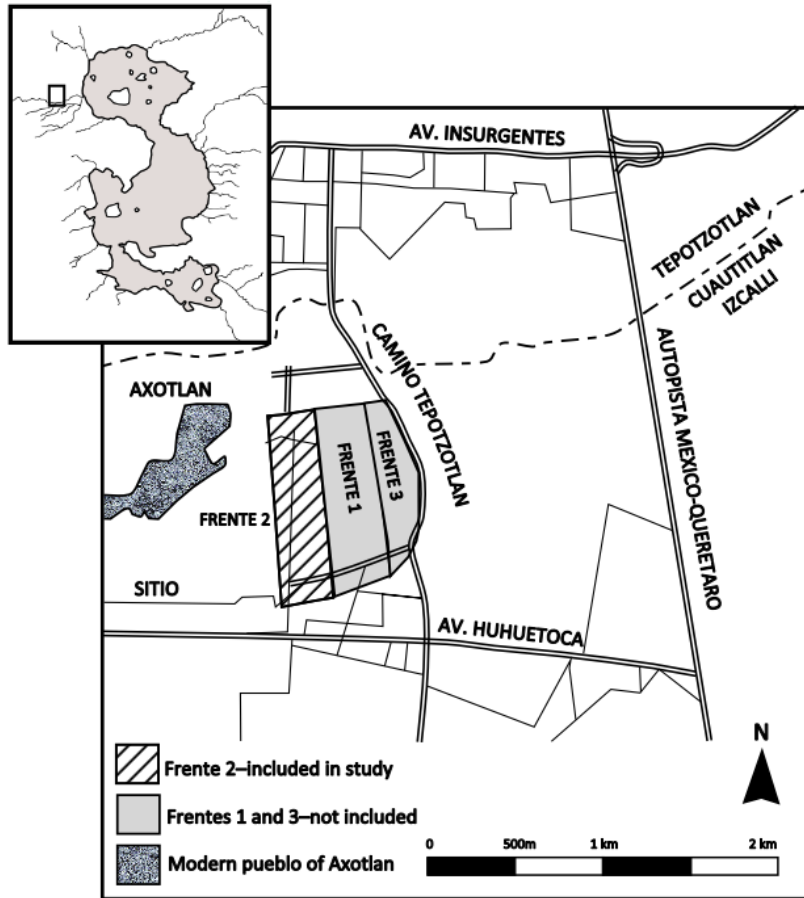 AV. INSURGENTES
TEPOTZOTLAN
CUAUTITLAN
IZCALLI
CAMINO TEPOTZOTLAN
AUTOPISTA MEXICO-QUERETARO
AXOTLAN
FRENTE 1
FRENTE 3
FRENTE 2
SITIO
AV. HUHUETOCA
N
Frente 2–included in study
Frentes 1 and 3–not included
Modern pueblo of Axotlan
0 500m 1 km 2 km